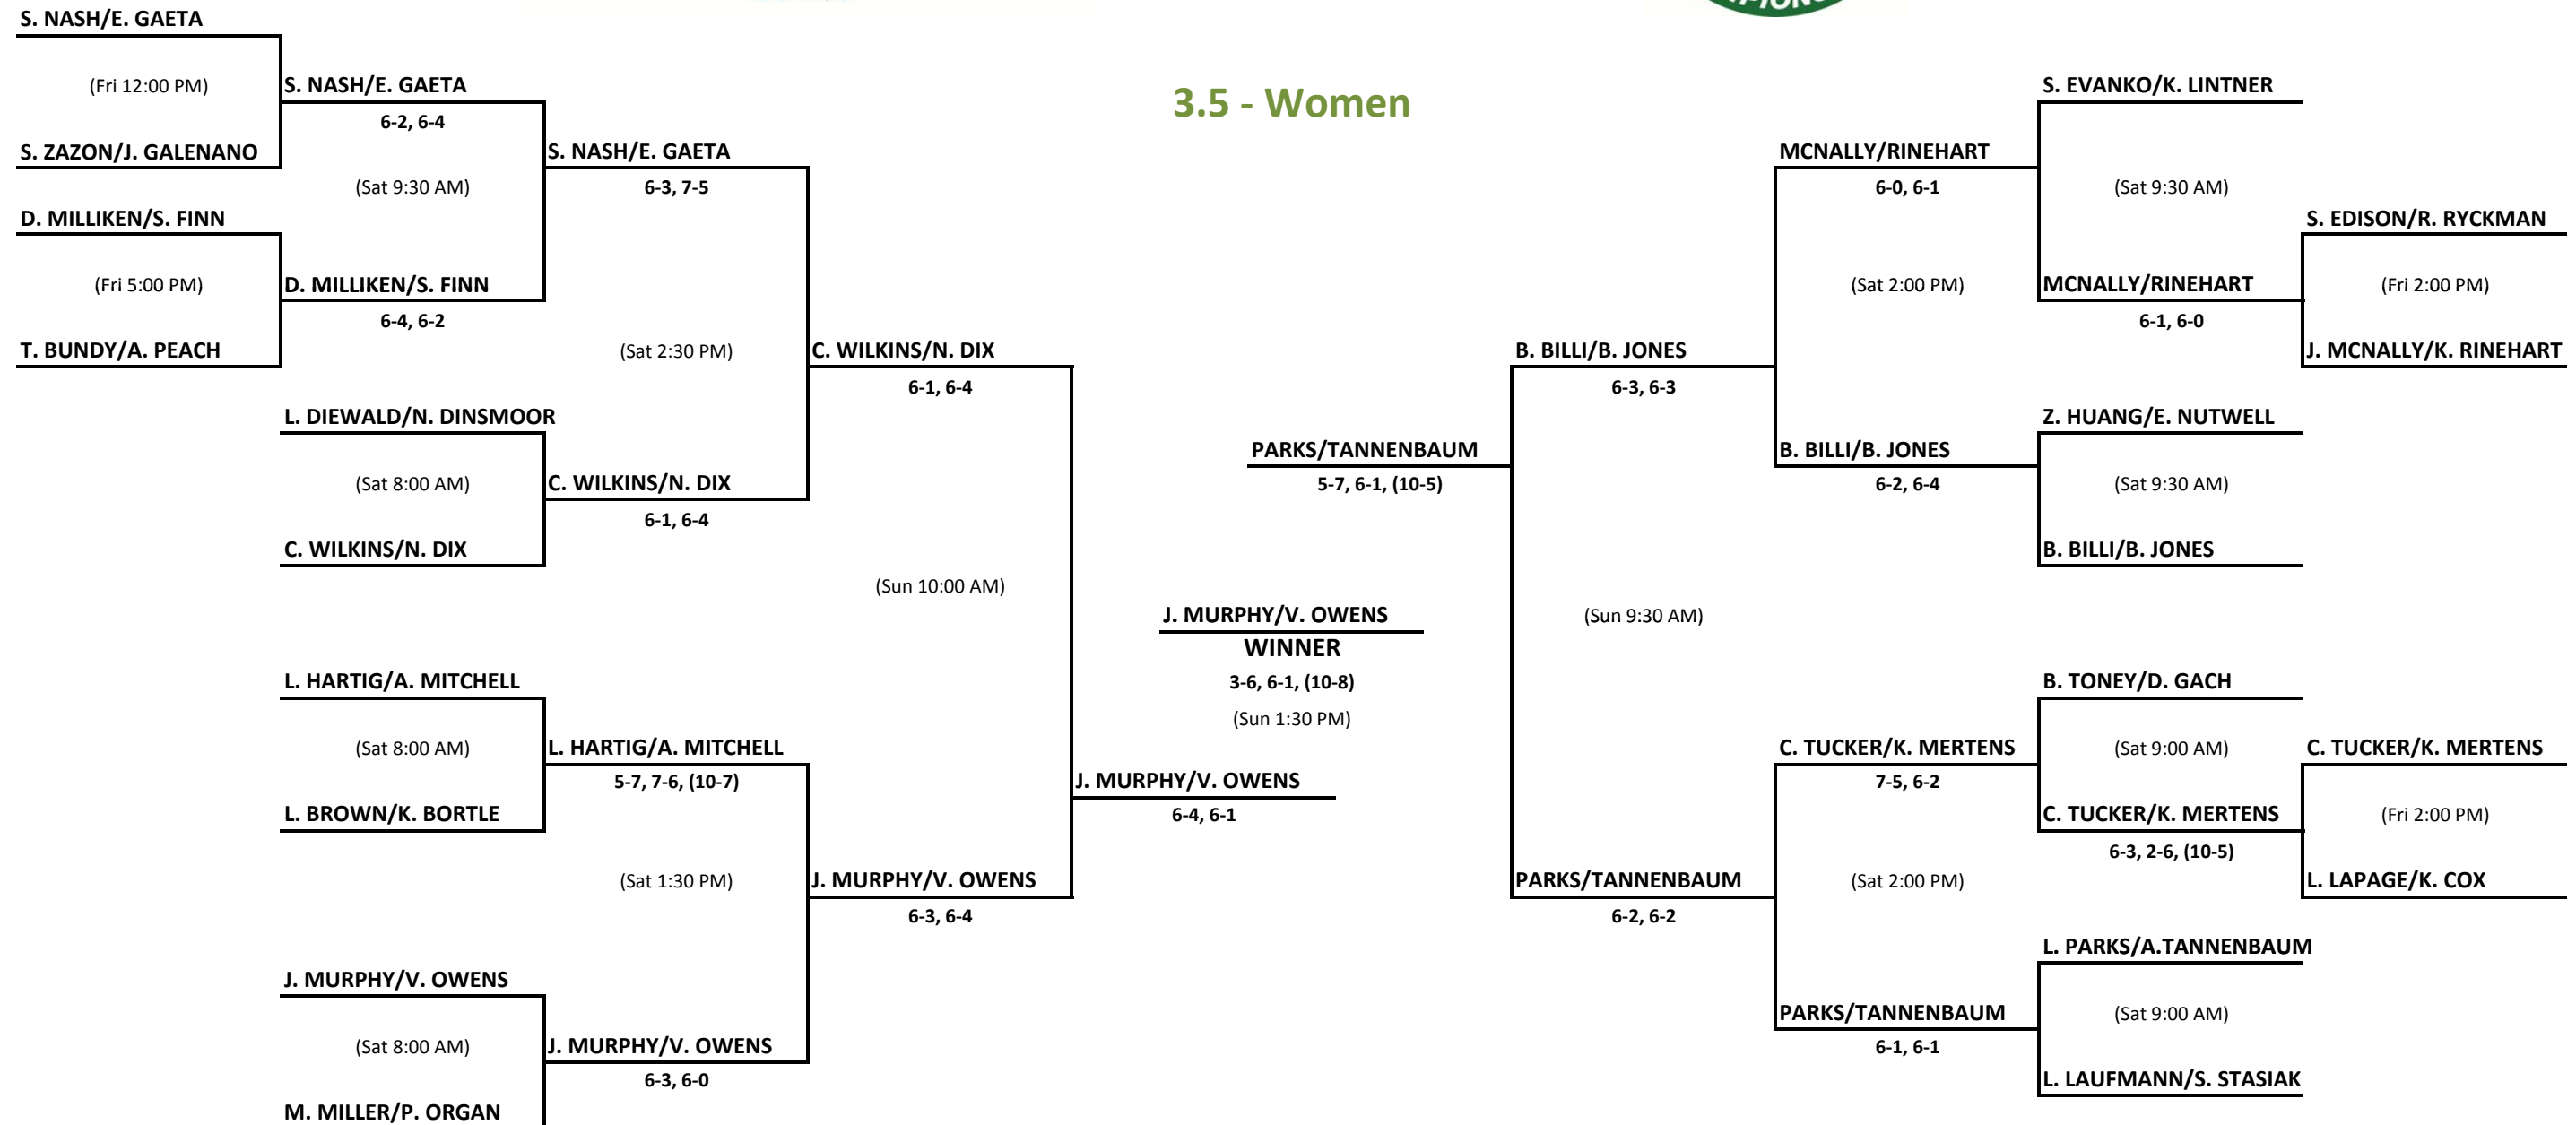 PIONS
S. NASH/E. GAETA
(Fri 12:00 PM)
S. ZAZON/J. GALENANO
D. MILLIKEN/S. FINN
(Fri 5:00 PM)
T. BUNDY/A. PEACH
S. NASH/E. GAETA
6-2, 6-4
(Sat 9:30 AM)
D. MILLIKEN/S. FINN
6-4, 6-2
L. DIEWALD/N. DINSMOOR
(Sat 8:00 AM)
C. WILKINS/N. DIX
L. HARTIG/A. MITCHELL
(Sat 8:00 AM)
L. BROWN/K. BORTLE
J. MURPHY/V. OWENS
(Sat 8:00 AM)
M. MILLER/P. ORGAN
S. NASH/E. GAETA
6-3, 7-5
(Sat 2:30 PM)
C. WILKINS/N. DIX
6-1, 6-4
L. HARTIG/A. MITCHELL
5-7, 7-6, (10-7)
(Sat 1:30 PM)
J. MURPHY/V. OWENS
6-3, 6-0
C. WILKINS/N. DIX
6-1, 6-4
(Sun 10:00 AM)
J. MURPHY/V. OWENS
6-3, 6-4
3.5 - Women
PARKS/TANNENBAUM
5-7, 6-1, (10-5)
J. MURPHY/V. OWENS
WINNER
3-6, 6-1, (10-8)
(Sun 1:30 PM)
J. MURPHY/V. OWENS
6-4, 6-1
B. BILLI/B. JONES
6-3, 6-3
(Sun 9:30 AM)
PARKS/TANNENBAUM
6-2, 6-2
MCNALLY/RINEHART
6-0, 6-1
(Sat 2:00 PM)
B. BILLI/B. JONES
6-2, 6-4
C. TUCKER/K. MERTENS
7-5, 6-2
(Sat 2:00 PM)
PARKS/TANNENBAUM
6-1, 6-1
S. EVANKO/K. LINTNER
(Sat 9:30 AM)
MCNALLY/RINEHART
6-1, 6-0
Z. HUANG/E. NUTWELL
(Sat 9:30 AM)
B. BILLI/B. JONES
B. TONEY/D. GACH
(Sat 9:00 AM)
C. TUCKER/K. MERTENS
6-3, 2-6, (10-5)
L. PARKS/A.TANNENBAUM
(Sat 9:00 AM)
L. LAUFMANN/S. STASIAK
S. EDISON/R. RYCKMAN
(Fri 2:00 PM)
J. MCNALLY/K. RINEHART
C. TUCKER/K. MERTENS
(Fri 2:00 PM)
L. LAPAGE/K. COX